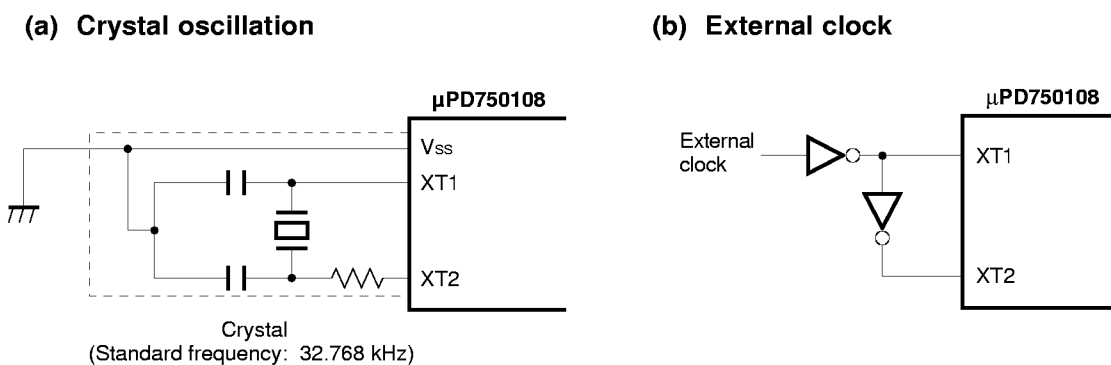 (a) Crystal oscillation
μPD750108
VSS
XT1
XT2
Crystal
(Standard frequency: 32.768 kHz)
(b) External clock
μPD750108
External
clock
XT1
XT2